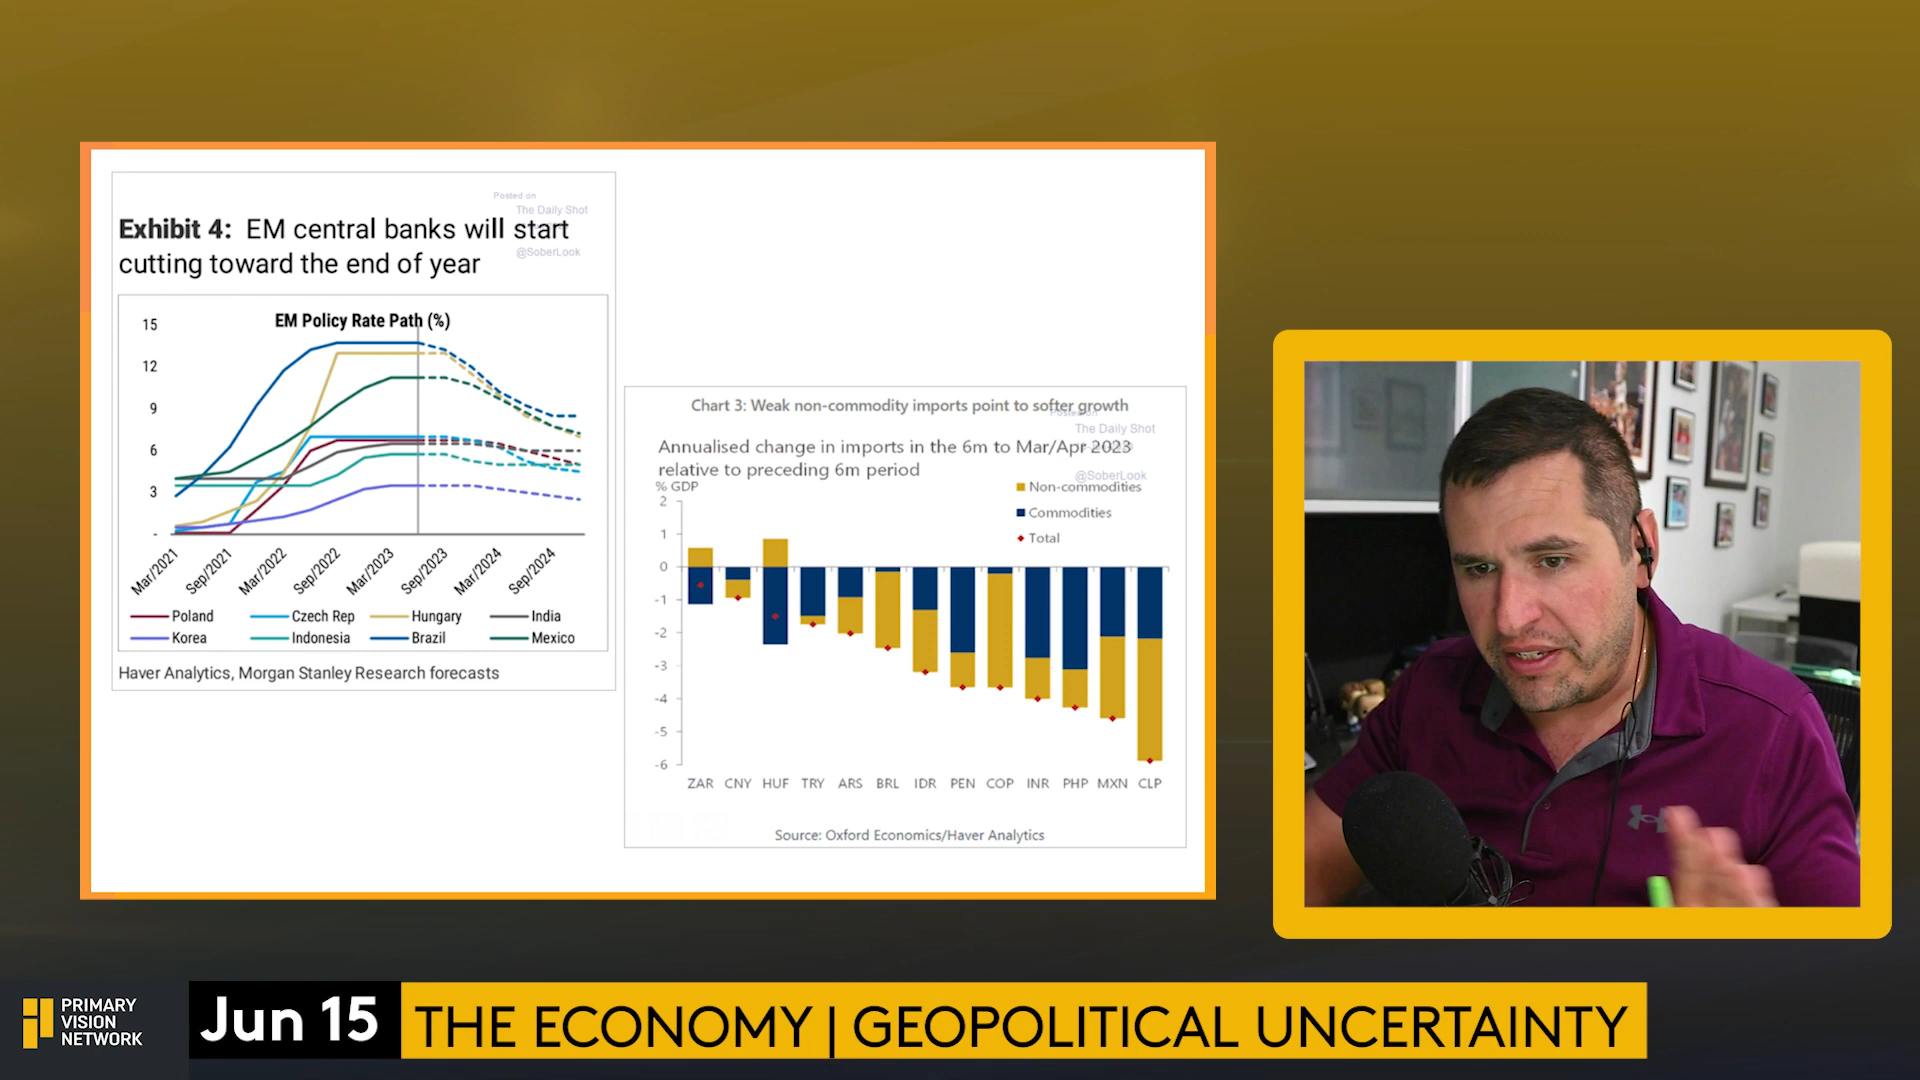 Posted on
The Daily Shot
Exhibit 4: EM central banks will start
@SoberLook
cutting toward the end of year
EM Policy Rate Path (%)
15
12
9
6
3
-
Mar/2021
Sep/2021
Mar/2022
Sep/2022
Mar/2023
Sep/2023
Mar/2024
Sep/2024
Poland
Czech Rep
Hungary
India
Korea
Indonesia
Brazil
Mexico
Haver Analytics, Morgan Stanley Research forecasts
Chart 3: Weak non-commodity imports point to softer growth
Posted on
The Daily Shot
Annualised change in imports in the 6m to Mar/Apr 2023
relative to preceding 6m period
@SoberLook
% GDP
Non-commodities
Commodities
Total
2
1
0
-1
-2
-3
-4
-5
-6
ZAR CNY HUF TRY ARS BRL IDR PEN COP INR PHP MXN CLP
Source: Oxford Economics/Haver Analytics
PRIMARY
VISION
NETWORK
Jun 15
THE ECONOMY | GEOPOLITICAL UNCERTAINTY